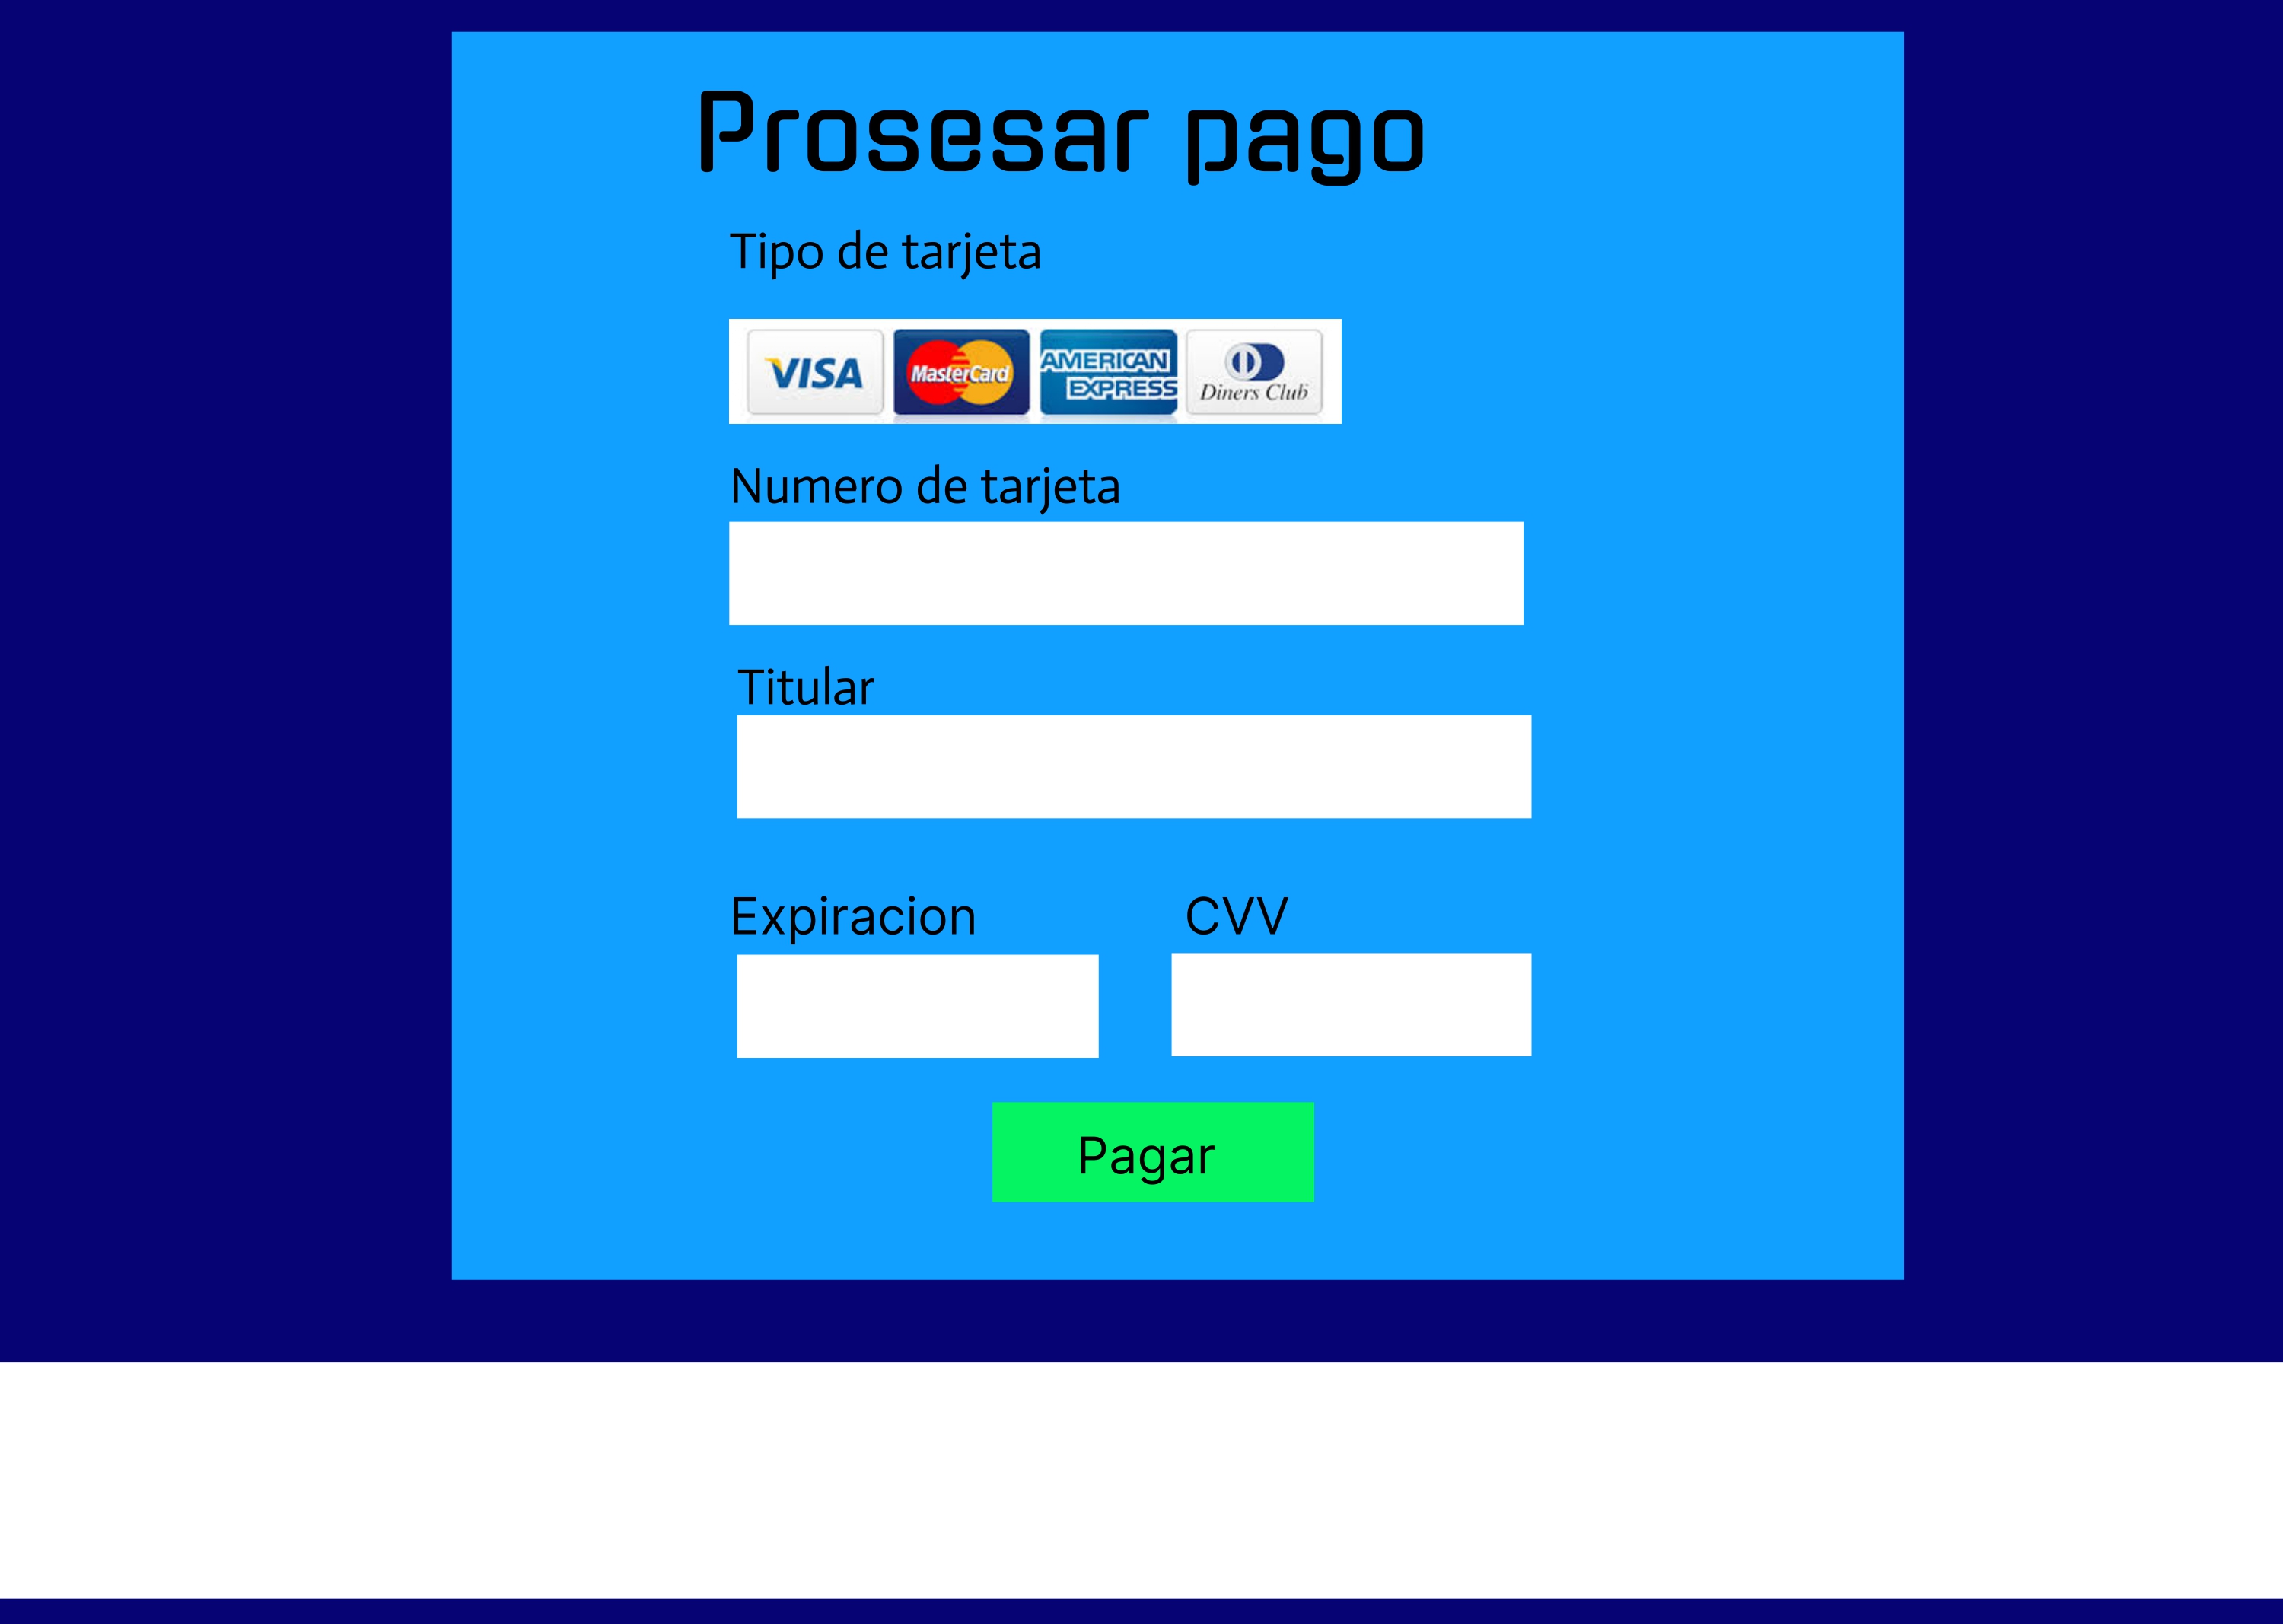 Prosesar pago
Tipo de tarjeta
VISA MasterCard AMERICAN EXPRESS Diners Club
Numero de tarjeta
Titular
Expiracion CVV
Pagar